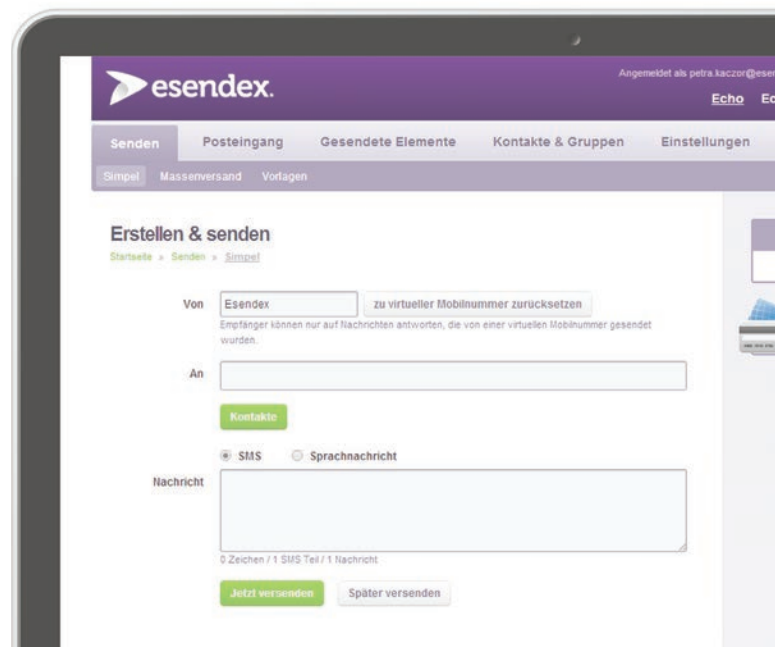 esendex.
Angemeldet als petra.kaczor@esen
Echo Ec
Senden Posteingang Gesendete Elemente Kontakte & Gruppen Einstellungen
Simpel Massenversand Vorlagen
Erstellen & senden
Startseite » Senden » Simpel
Von Esendex zu virtueller Mobilnummer zurücksetzen
Empfänger können nur auf Nachrichten antworten, die von einer virtuellen Mobilnummer gesendet
wurden.
An
Kontakte
SMS Sprachnachricht
Nachricht
0 Zeichen / 1 SMS Teil / 1 Nachricht
Jetzt versenden Später versenden